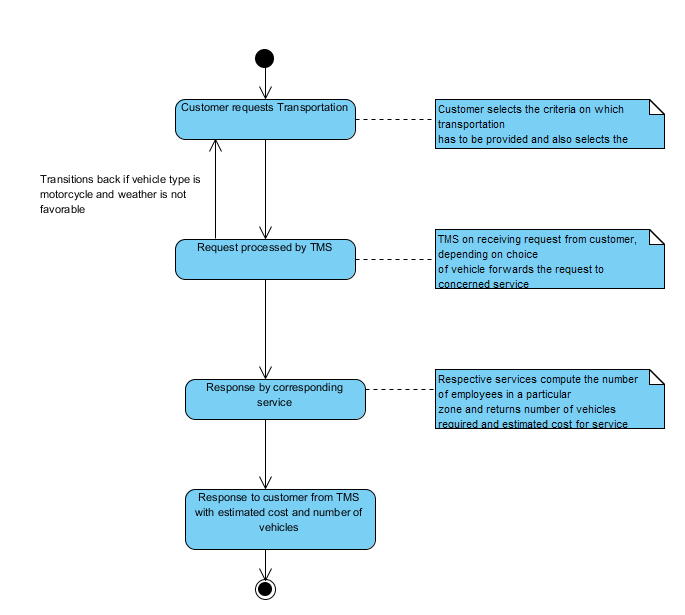 Customer requests Transportation
Customer selects the criteria on which
transportation
has to be provided and also selects the
Transitions back if vehicle type is
motorcycle and weather is not
favorable
Request processed by TMS
TMS on receiving request from customer,
depending on choice
of vehicle forwards the request to
concerned service
Response by corresponding
service
Respective services compute the number
of employees in a particular
zone and returns number of vehicles
required and estimated cost for service
Response to customer from TMS
with estimated cost and number of
vehicles